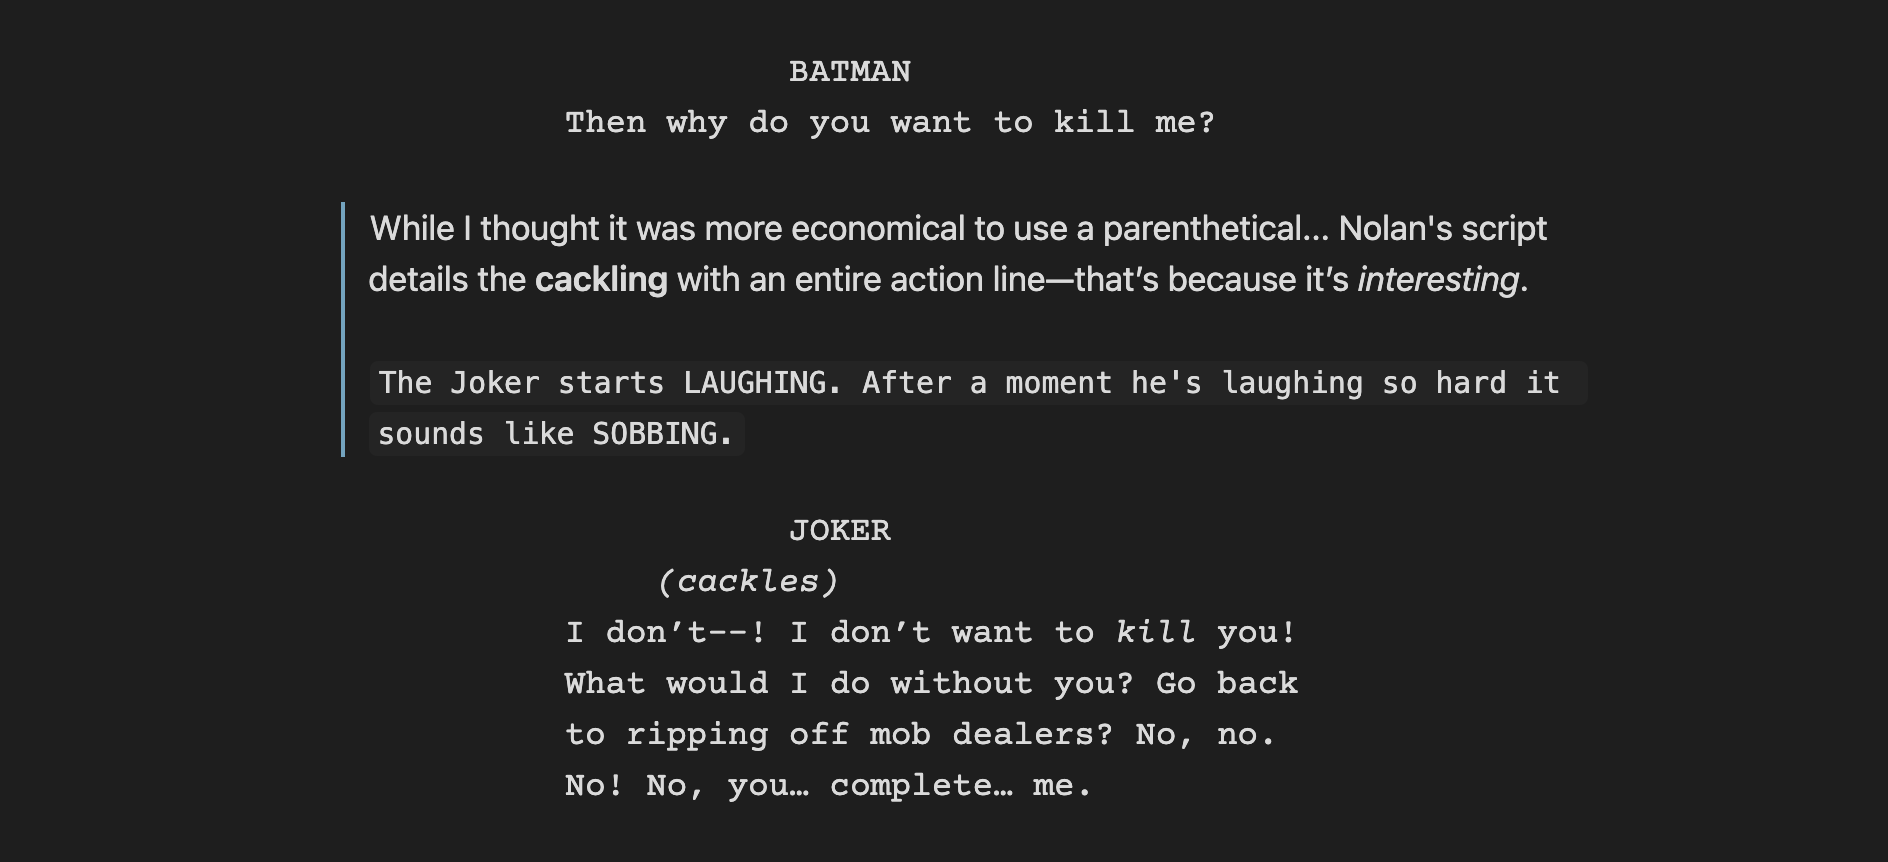 BATMAN
Then why do you want to kill me?
While I thought it was more economical to use a parenthetical... Nolan's script
details the cackling with an entire action line—that’s because it’s interesting.
The Joker starts LAUGHING. After a moment he's laughing so hard it
sounds like SOBBING.
JOKER
(cackles)
I don’t--! I don’t want to kill you!
What would I do without you? Go back
to ripping off mob dealers? No, no.
No! No, you… complete… me.